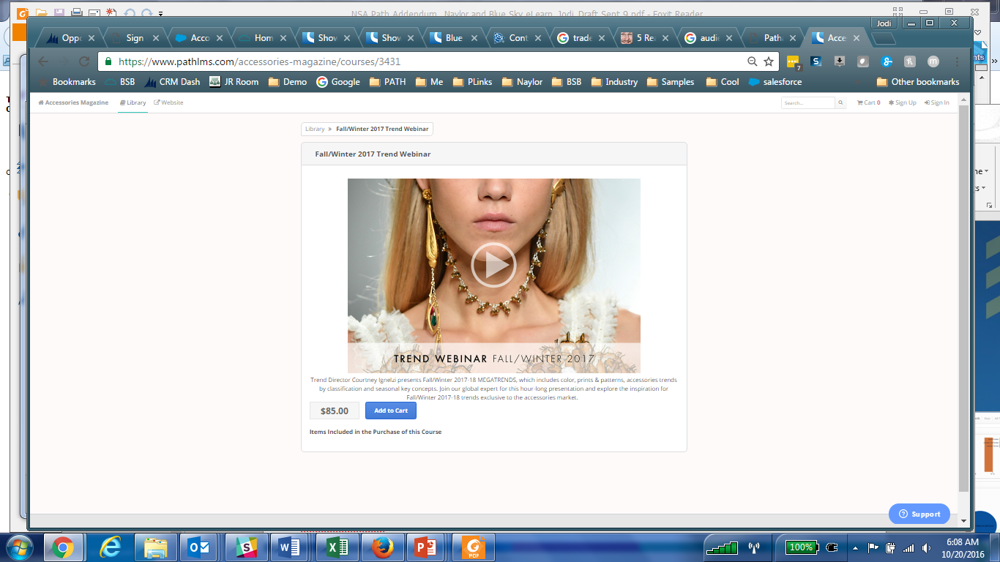 NSA Path Addendum_ Naylor and Blue Sky eLearn_Jodi_Draft Sept 9.pdf - Foxit Reader
Jodi
Oppo
Sign
Acco
Hom
Show
Show
Blue
Cont
trade
5 Rea
audie
Patha
Acce
https://www.pathlms.com/accessories-magazine/courses/3431
7
Bookmarks BSB CRM Dash JR Room Demo Google PATH Me PLinks Naylor BSB Industry Samples Cool salesforce Other bookmarks
Accessories Magazine Library Website Search... Cart 0 Sign Up Sign In
Library » Fall/Winter 2017 Trend Webinar
Fall/Winter 2017 Trend Webinar
TREND WEBINAR FALL/WINTER 2017
Trend Director Courtney Ignelzi presents Fall/Winter 2017-18 MEGATRENDS, which includes color, prints & patterns, accessories trends
by classification and seasonal key concepts. Join our global expert for this hour-long presentation and explore the inspiration for
Fall/Winter 2017-18 trends exclusive to the accessories market.
$85.00 Add to Cart
Items Included in the Purchase of this Course
Support
100%
6:08 AM
10/20/2016
PDF